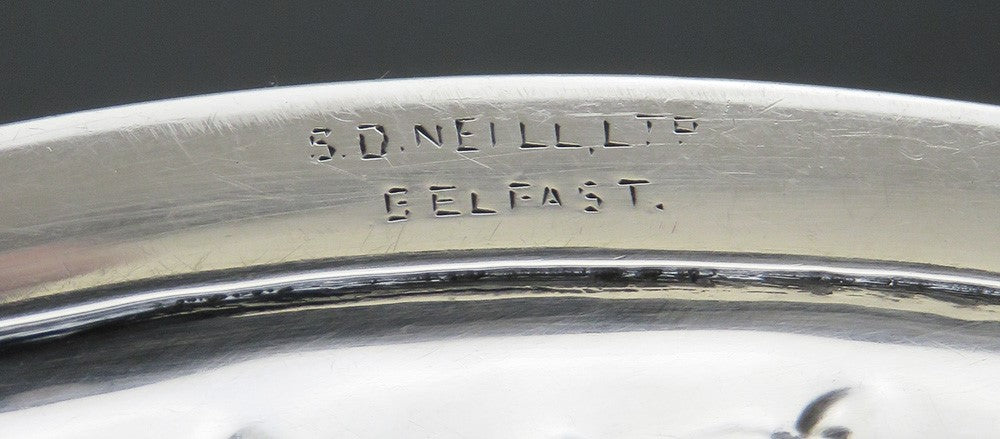 S.D. NEILL, LTD
BELFAST.